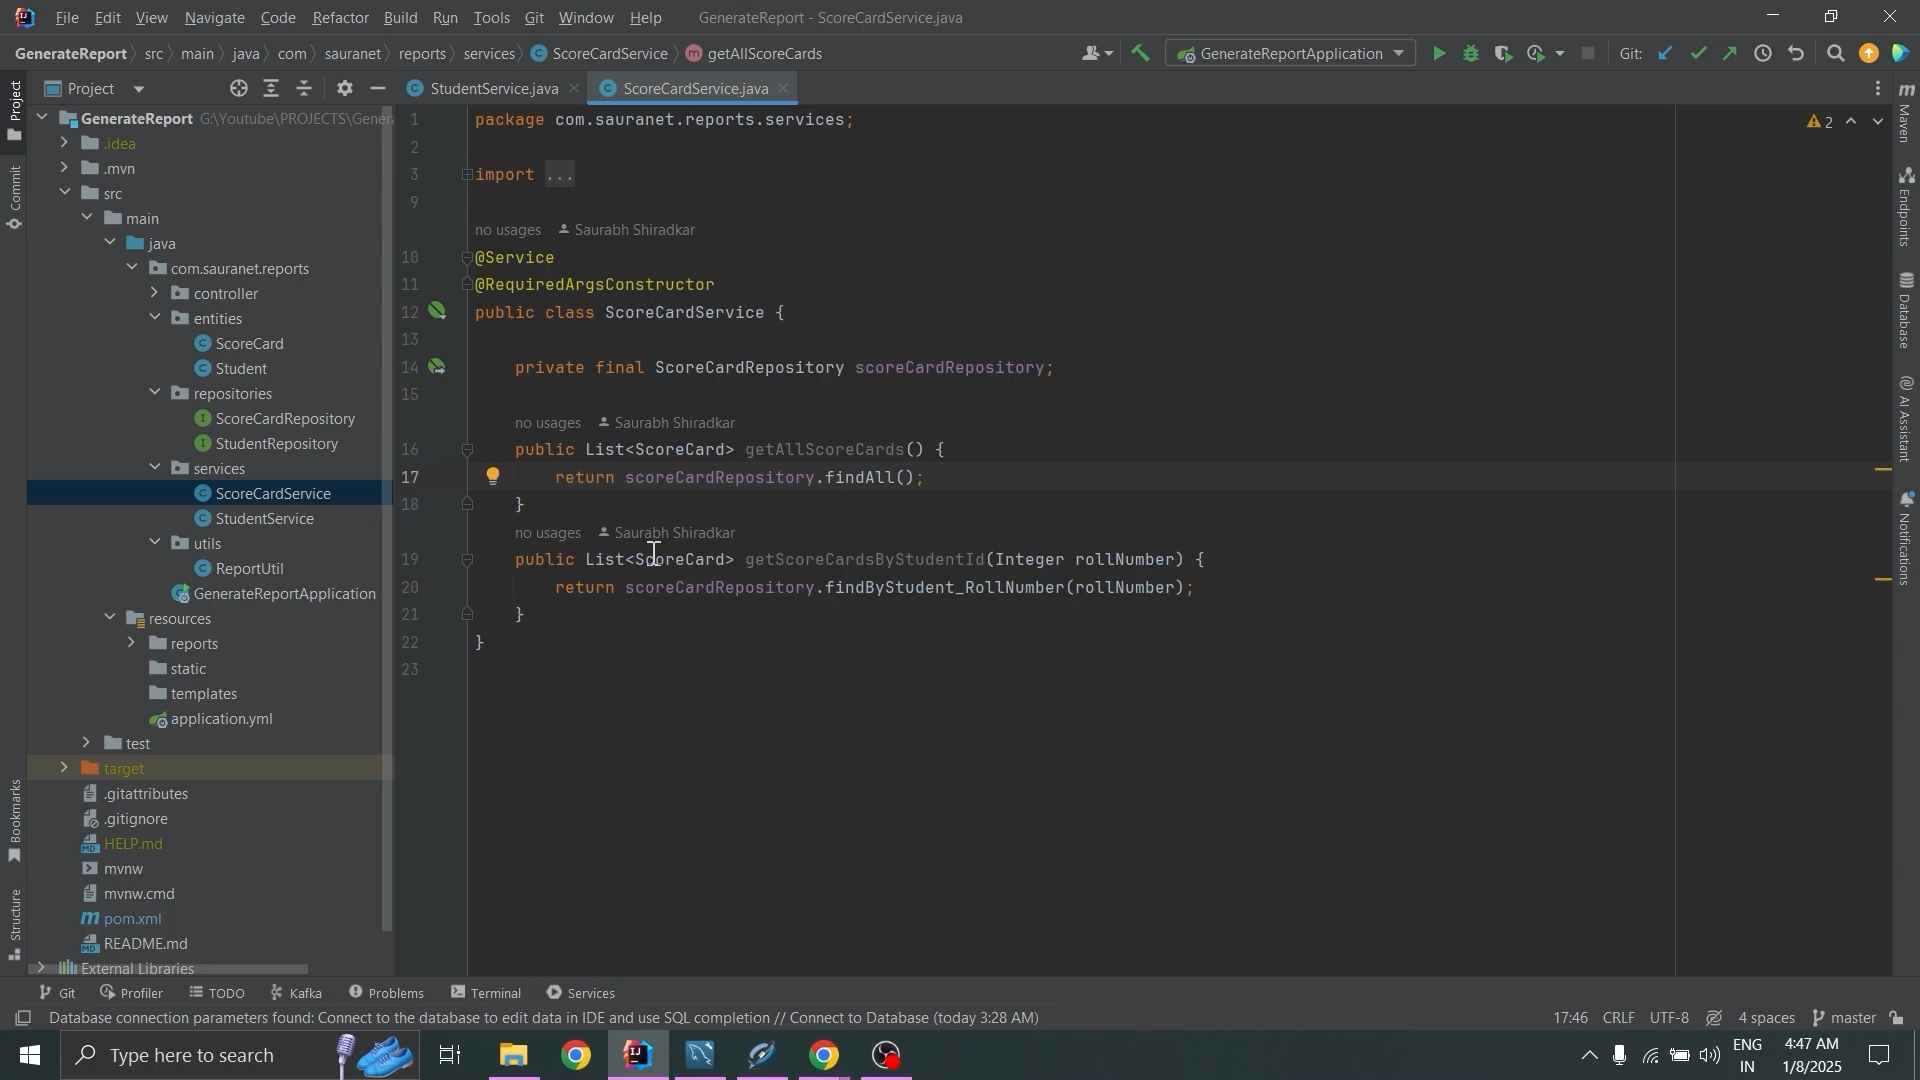 File Edit View Navigate Code Refactor Build Run Tools Git Window Help GenerateReport - ScoreCardService.java
GenerateReport src main java com sauranet reports services ScoreCardService getAllScoreCards GenerateReportApplication Git:
Project StudentService.java ScoreCardService.java
GenerateReport G:\Youtube\PROJECTS\Gener
.idea
.mvn
src
main
java
com.sauranet.reports
controller
entities
ScoreCard
Student
repositories
ScoreCardRepository
StudentRepository
services
ScoreCardService
StudentService
utils
ReportUtil
GenerateReportApplication
resources
reports
static
templates
application.yml
test
target
.gitattributes
.gitignore
HELP.md
mvnw
mvnw.cmd
pom.xml
README.md
External Libraries
1 package com.sauranet.reports.services;
2
3 import ...
9
no usages Saurabh Shiradkar
10 @Service
11 @RequiredArgsConstructor
12 public class ScoreCardService {
13
14 private final ScoreCardRepository scoreCardRepository;
15
no usages Saurabh Shiradkar
16 public List<ScoreCard> getAllScoreCards() {
17 return scoreCardRepository.findAll();
18 }
no usages Saurabh Shiradkar
19 public List<ScoreCard> getScoreCardsByStudentId(Integer rollNumber) {
20 return scoreCardRepository.findByStudent_RollNumber(rollNumber);
21 }
22 }
23
2
Project
Commit
Bookmarks
Structure
Maven
Endpoints
Database
AI Assistant
Notifications
Git Profiler TODO Kafka Problems Terminal Services
Database connection parameters found: Connect to the database to edit data in IDE and use SQL completion // Connect to Database (today 3:28 AM) 17:46 CRLF UTF-8 4 spaces master
Type here to search
ENG
IN
4:47 AM
1/8/2025